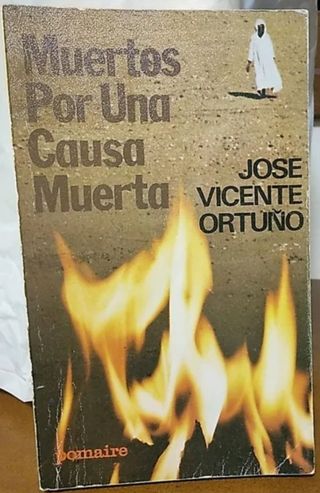 Muertos
Por Una
Causa
Muerta
JOSE
VICENTE
ORTUÑO
pomaire